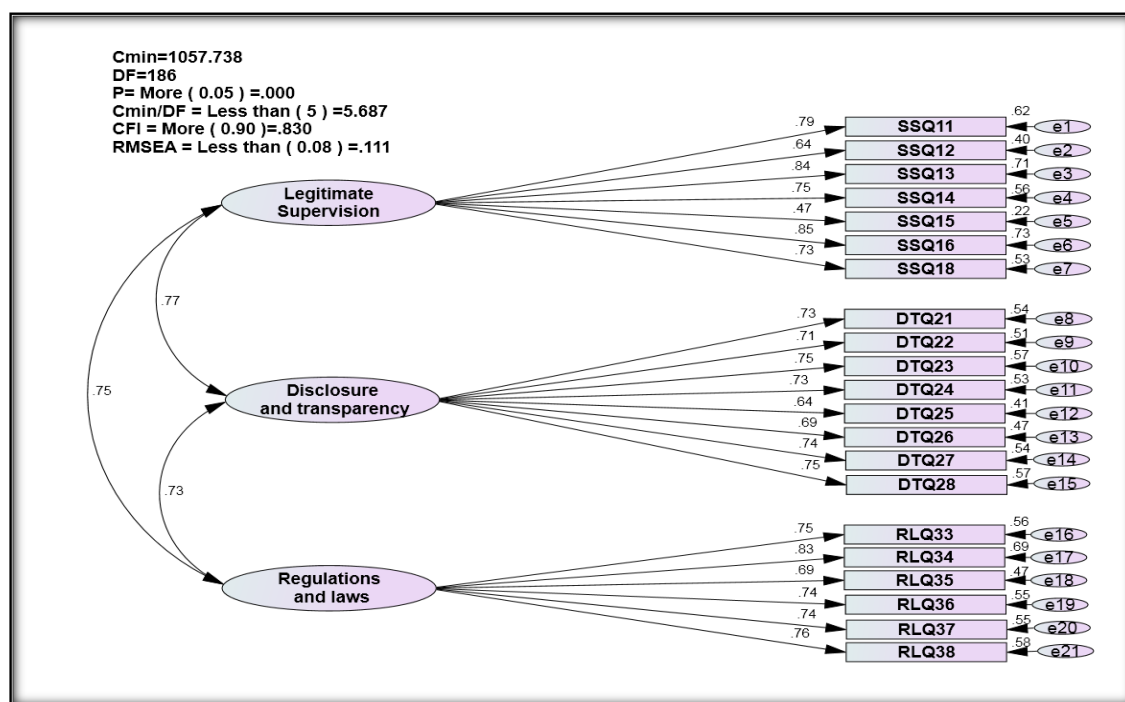 Cmin=1057.738
DF=186
P= More ( 0.05 ) =.000
Cmin/DF = Less than ( 5 ) =5.687
CFI = More ( 0.90 )=.830
RMSEA = Less than ( 0.08 ) =.111
Legitimate
Supervision
.79
SSQ11
.62
e1
.64
SSQ12
.40
e2
.84
SSQ13
.71
e3
.75
SSQ14
.56
e4
.47
SSQ15
.22
e5
.85
SSQ16
.73
e6
.73
SSQ18
.53
e7
.77
.75
Disclosure
and transparency
.73
DTQ21
.54
e8
.71
DTQ22
.51
e9
.75
DTQ23
.57
e10
.73
DTQ24
.53
e11
.64
DTQ25
.41
e12
.69
DTQ26
.47
e13
.74
DTQ27
.54
e14
.75
DTQ28
.57
e15
.73
Regulations
and laws
.75
RLQ33
.56
e16
.83
RLQ34
.69
e17
.69
RLQ35
.47
e18
.74
RLQ36
.55
e19
.74
RLQ37
.55
e20
.76
RLQ38
.58
e21